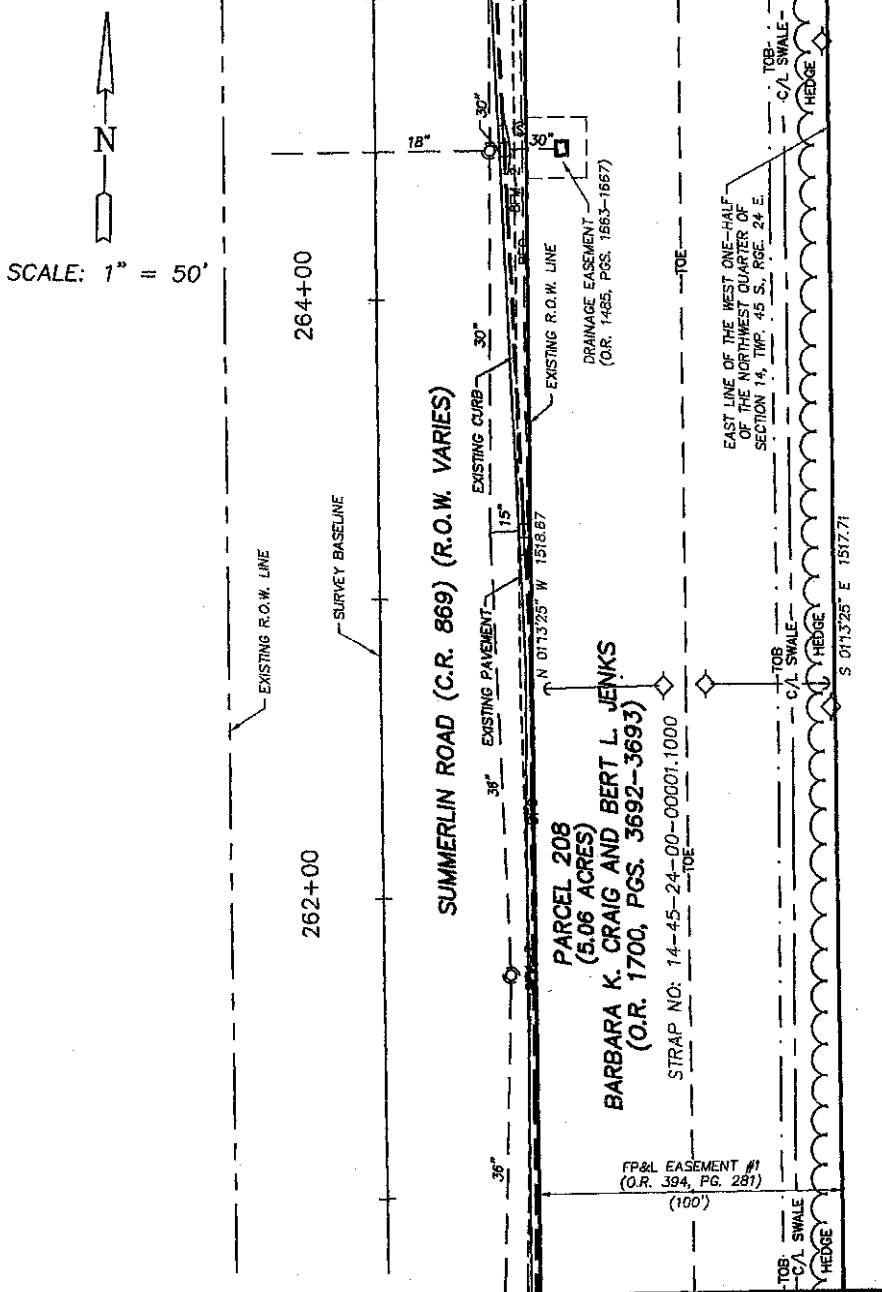 N
SCALE: 1" = 50'
264+00
262+00
EXISTING R.O.W. LINE
SURVEY BASELINE
SUMMERLIN ROAD (C.R. 869) (R.O.W. VARIES)
18"
30"
30"
30"
EXISTING CURB
15"
EXISTING PAVEMENT
36"
36"
EXISTING R.O.W. LINE
DRAINAGE EASEMENT
(O.R. 1485, PGS. 1663-1667)
N 01°13'25" W 1518.67
PARCEL 208
(5.06 ACRES)
BARBARA K. CRAIG AND BERT L. JENKS
(O.R. 1700, PGS. 3692-3693)
STRAP NO: 14-45-24-00-00001.1000
TOE
TOE
EAST LINE OF THE WEST ONE-HALF
OF THE NORTHWEST QUARTER OF
SECTION 14, TWP. 45 S., RGE. 24 E.
TOB
C/L SWALE
HEDGE
TOB
C/L SWALE
HEDGE
S 01°13'25" E 1517.71
FP&L EASEMENT #1
(O.R. 394, PG. 281)
(100')
TOB
C/L SWALE
HEDGE